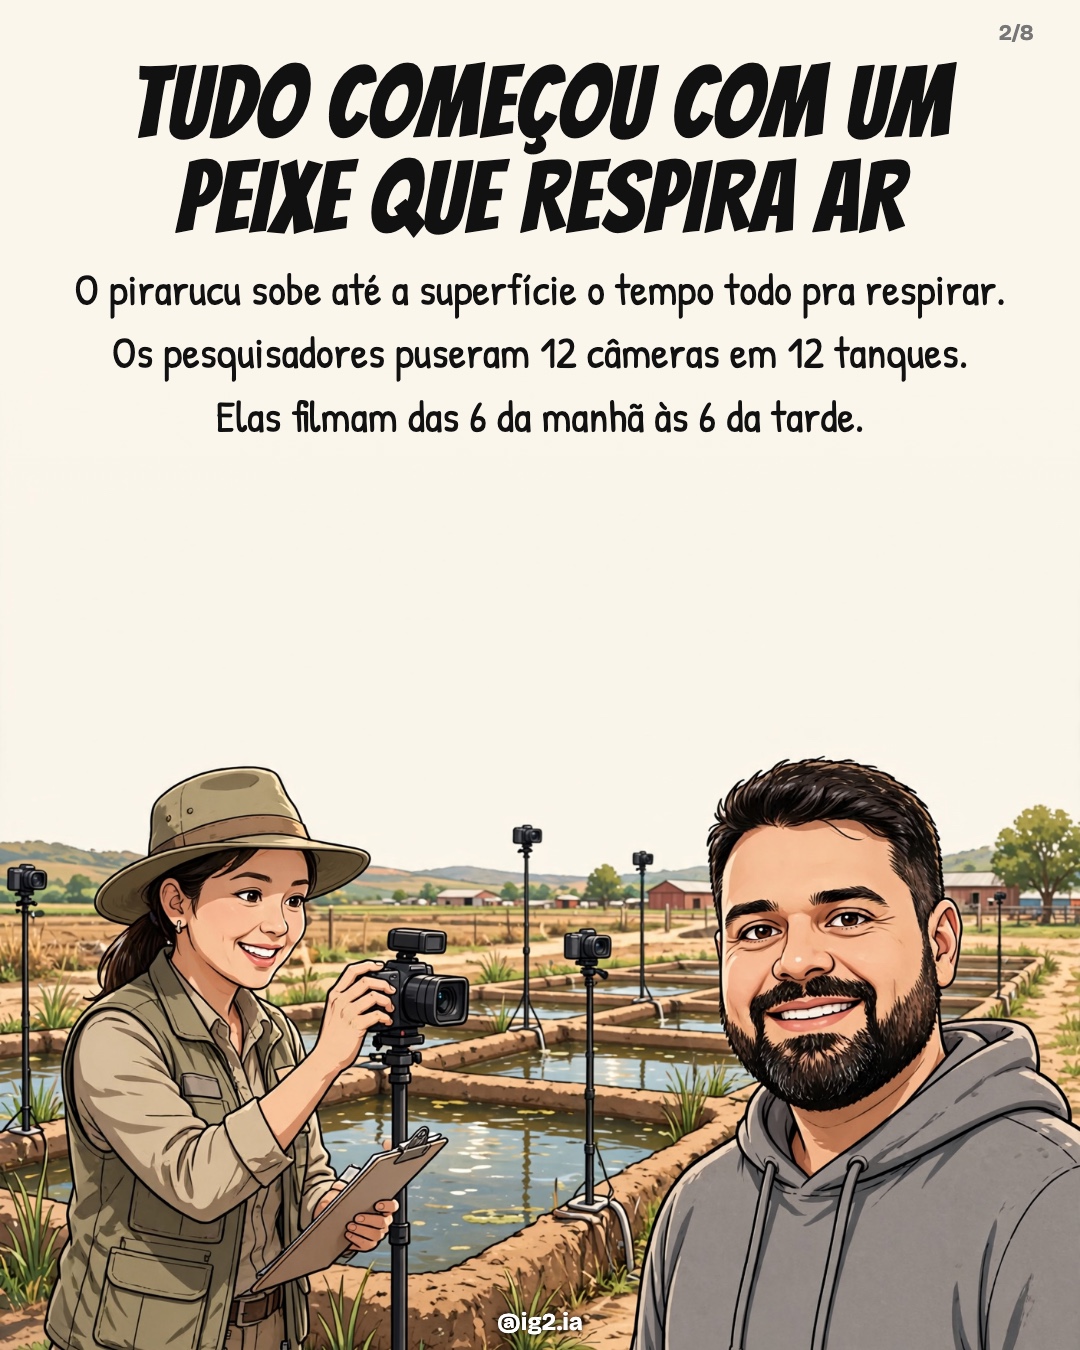 2/8
TUDO COMEÇOU COM UM
PEIXE QUE RESPIRA AR
O pirarucu sobe até a superfície o tempo todo pra respirar.
Os pesquisadores puseram 12 câmeras em 12 tanques.
Elas filmam das 6 da manhã às 6 da tarde.
@ig2.ia